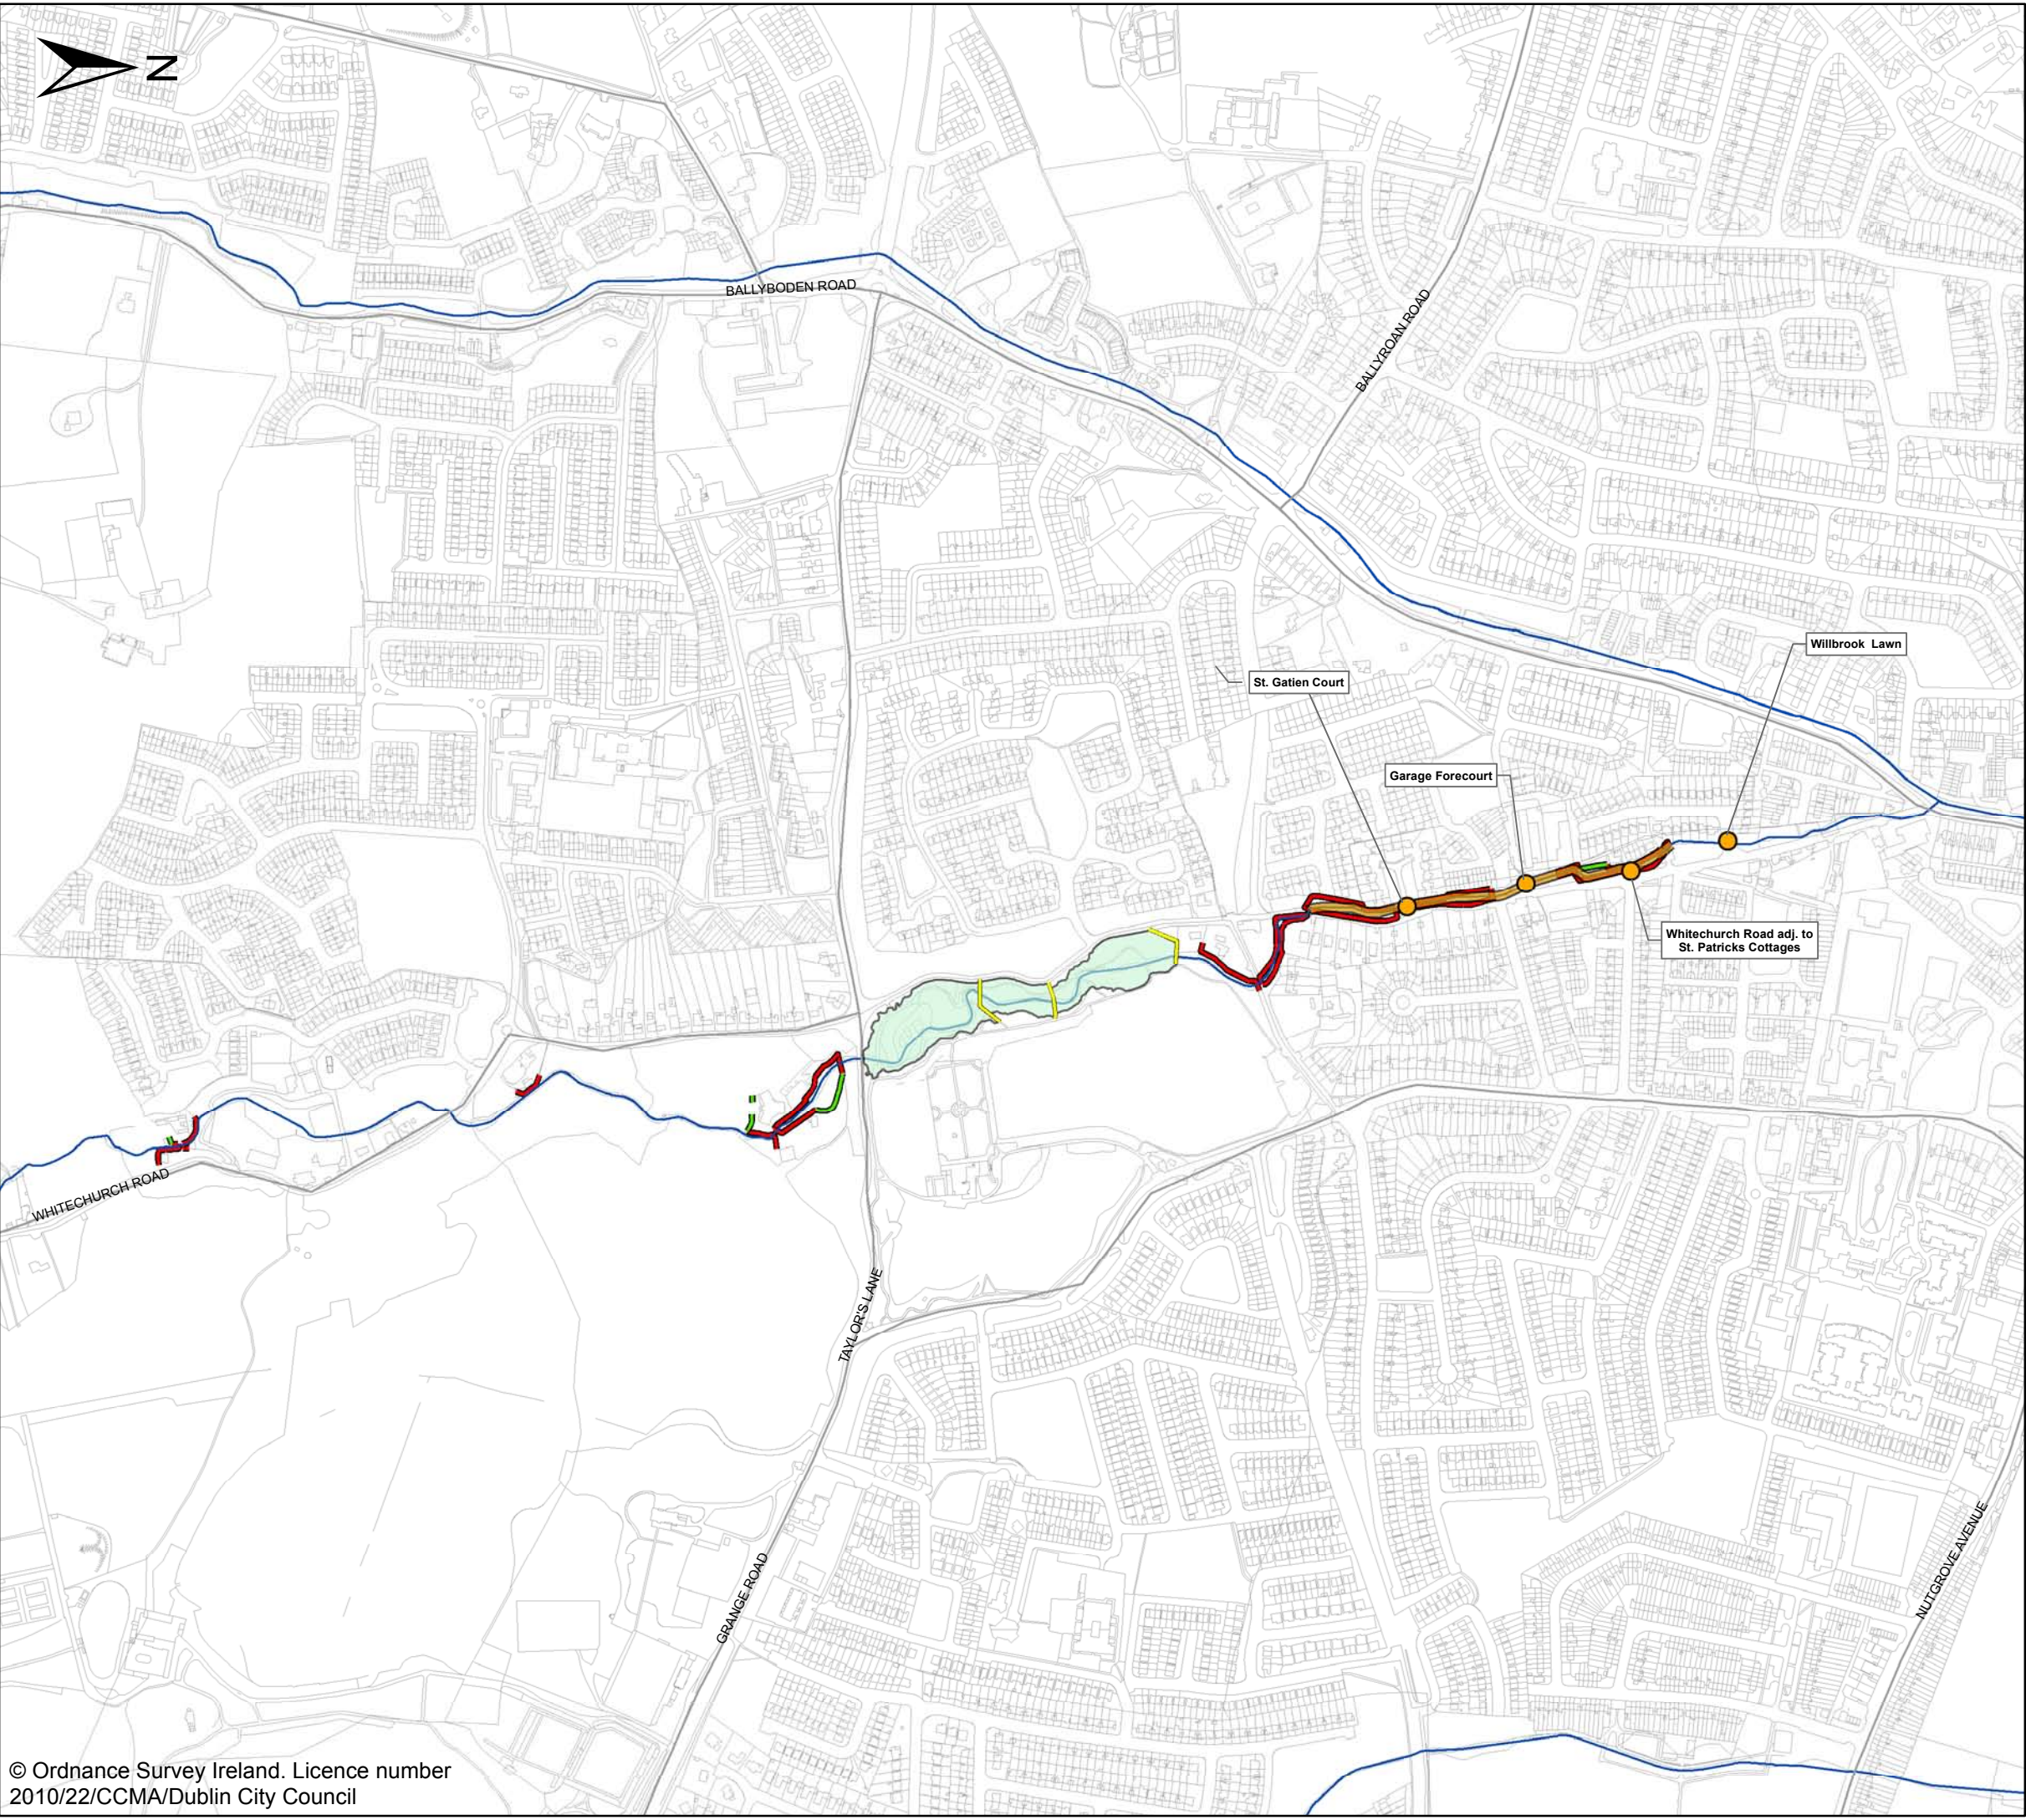 N
BALLYBODEN ROAD
BALLYROAN ROAD
Willbrook Lawn
St. Gatien Court
Garage Forecourt
Whitechurch Road adj. to
St. Patricks Cottages
WHITECHURCH ROAD
TAYLOR'S LANE
GRANGE ROAD
NUTGROVE AVENUE
© Ordnance Survey Ireland. Licence number
2010/22/CCMA/Dublin City Council